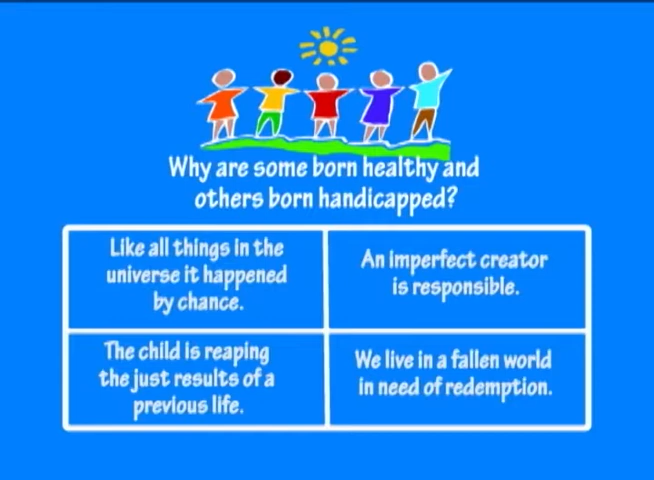 Why are some born healthy and
others born handicapped?
Like all things in the
universe it happened
by chance.
An imperfect creator
is responsible.
The child is reaping
the just results of a
previous life.
We live in a fallen world
in need of redemption.